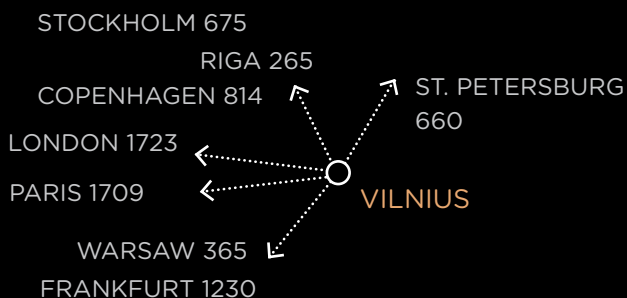 STOCKHOLM 675
RIGA 265
COPENHAGEN 814
ST. PETERSBURG
660
LONDON 1723
PARIS 1709
VILNIUS
WARSAW 365
FRANKFURT 1230